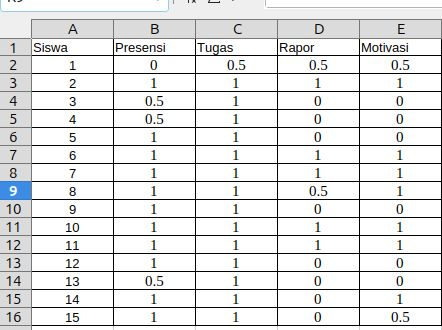 A B C D E
1 Siswa Presensi Tugas Rapor Motivasi
2 1 0 0.5 0.5 0.5
3 2 1 1 1 1
4 3 0.5 1 0 0
5 4 0.5 1 0 0
6 5 1 1 0 0
7 6 1 1 1 1
8 7 1 1 1 1
9 8 1 1 0.5 1
10 9 1 1 0 0
11 10 1 1 1 1
12 11 1 1 1 1
13 12 1 1 0 0
14 13 0.5 1 0 0
15 14 1 1 0 1
16 15 1 1 0 0.5